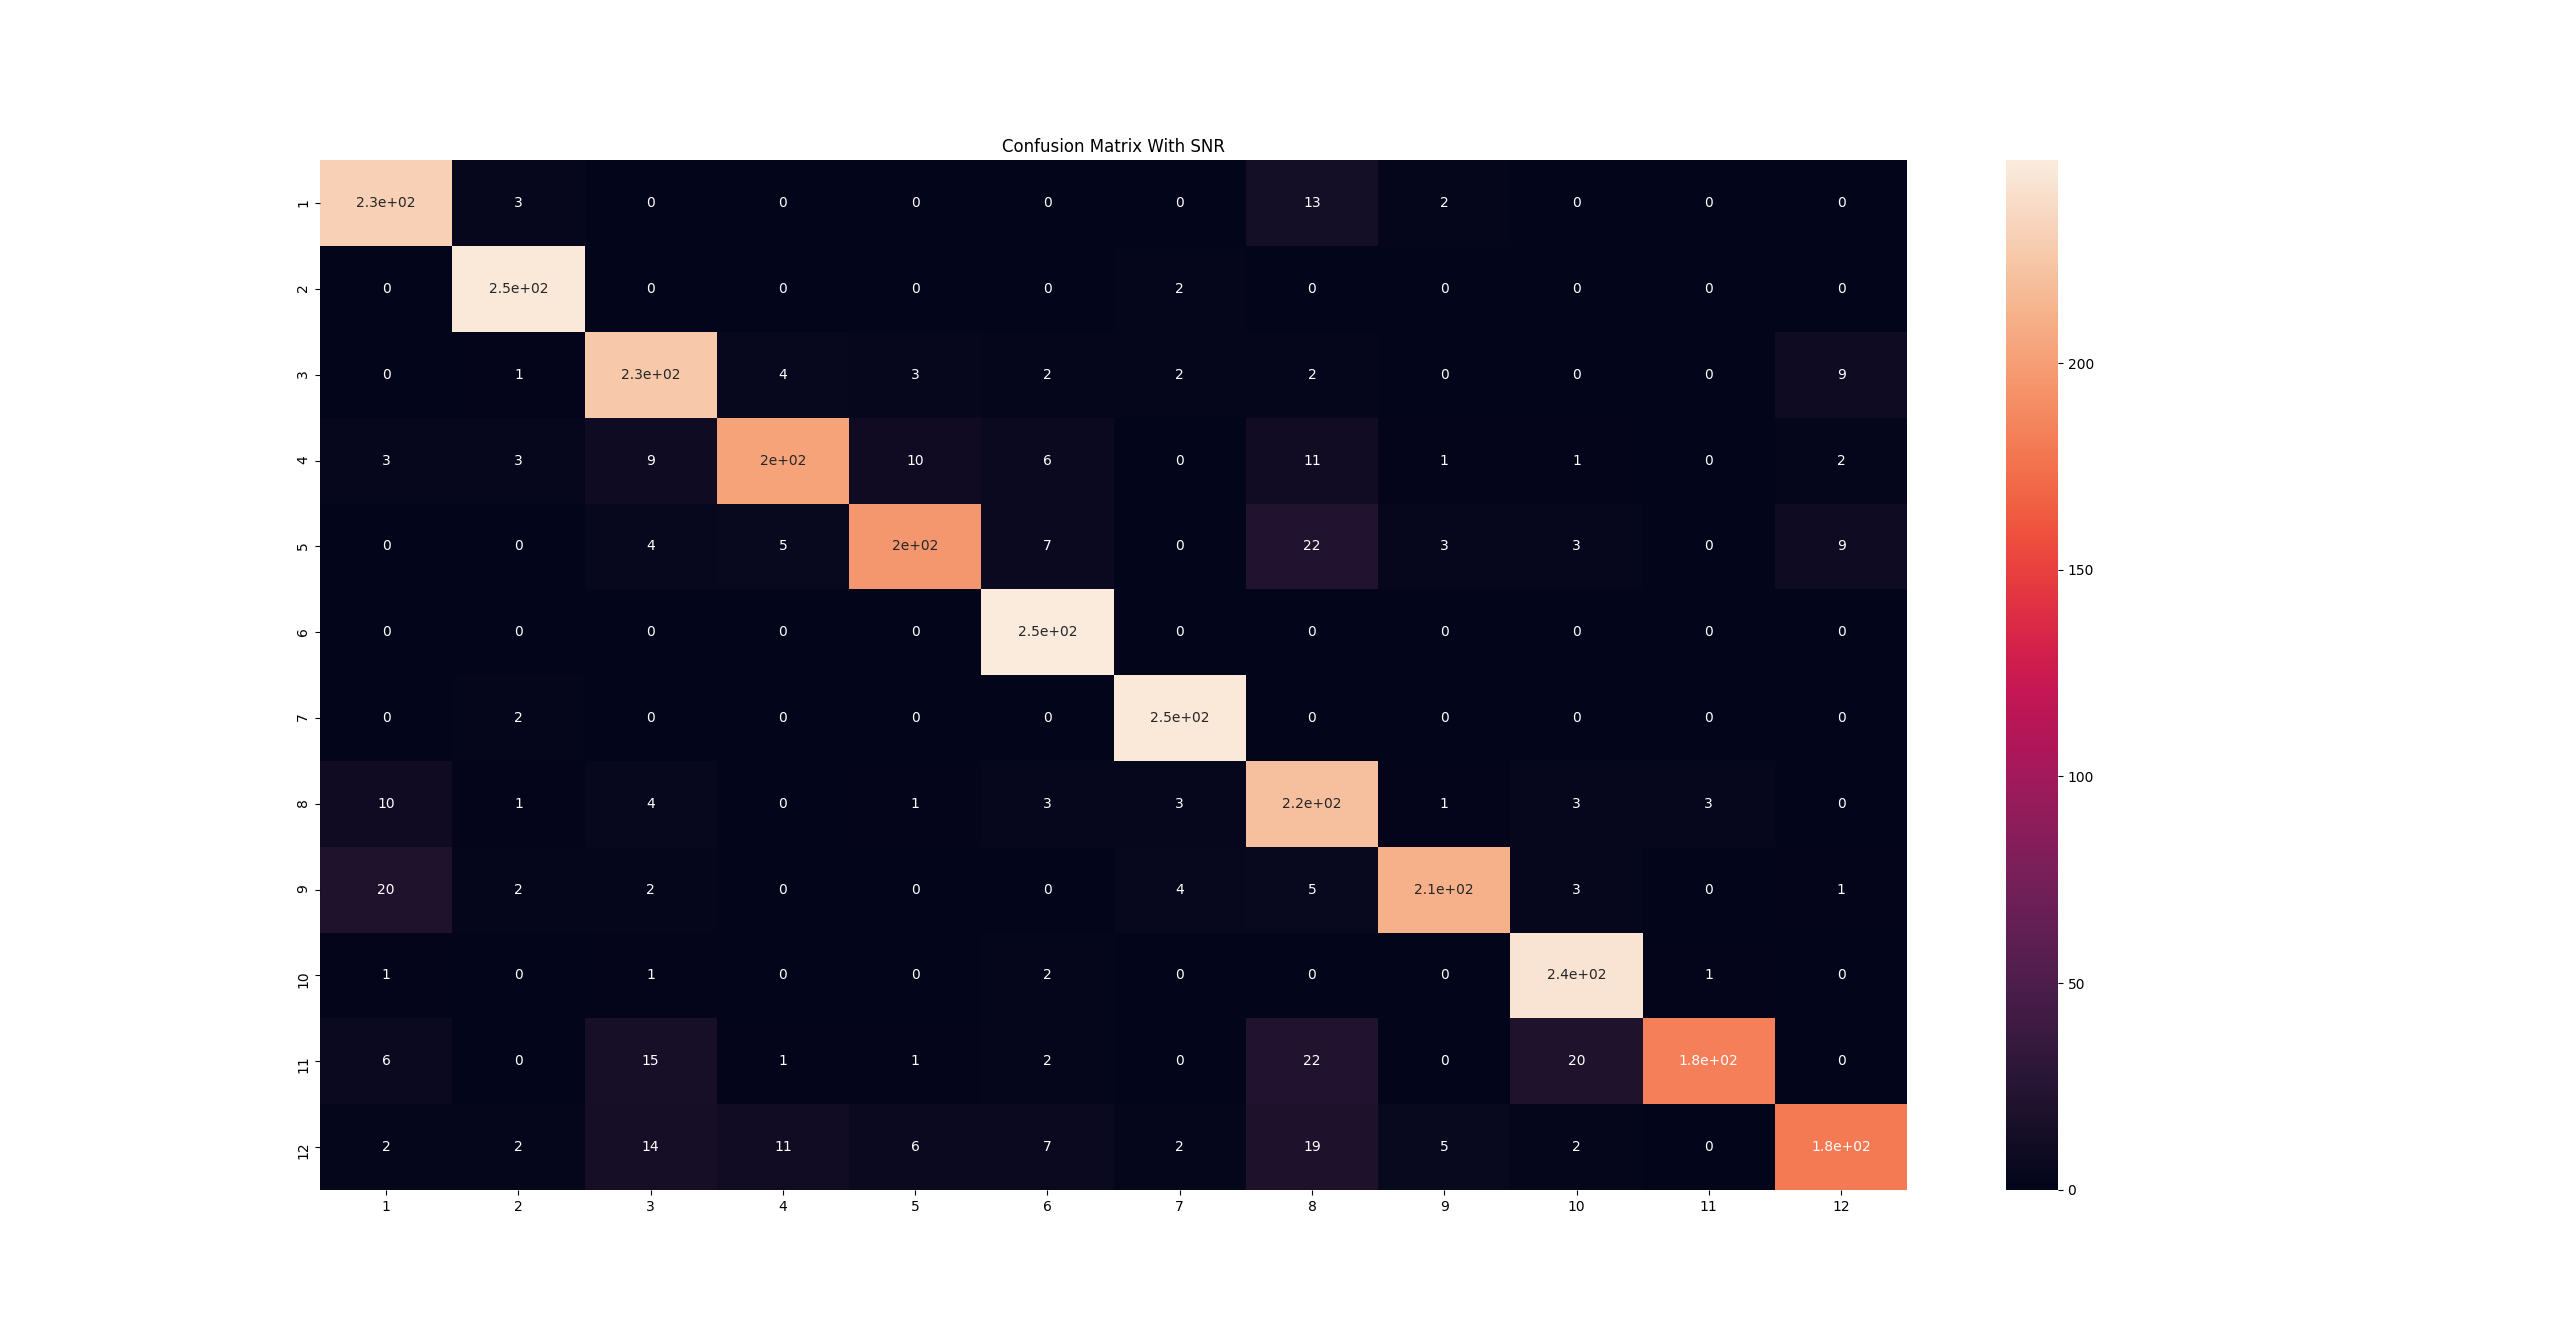 Confusion Matrix With SNR
1 2.3e+02 3 0 0 0 0 0 13 2 0 0 0
2 0 2.5e+02 0 0 0 0 2 0 0 0 0 0
3 0 1 2.3e+02 4 3 2 2 2 0 0 0 9
200
4 3 3 9 2e+02 10 6 0 11 1 1 0 2
5 0 0 4 5 2e+02 7 0 22 3 3 0 9
150
6 0 0 0 0 0 2.5e+02 0 0 0 0 0 0
7 0 2 0 0 0 0 2.5e+02 0 0 0 0 0
100
8 10 1 4 0 1 3 3 2.2e+02 1 3 3 0
9 20 2 2 0 0 0 4 5 2.1e+02 3 0 1
10 1 0 1 0 0 2 0 0 0 2.4e+02 1 0
50
11 6 0 15 1 1 2 0 22 0 20 1.8e+02 0
12 2 2 14 11 6 7 2 19 5 2 0 1.8e+02
0
1 2 3 4 5 6 7 8 9 10 11 12